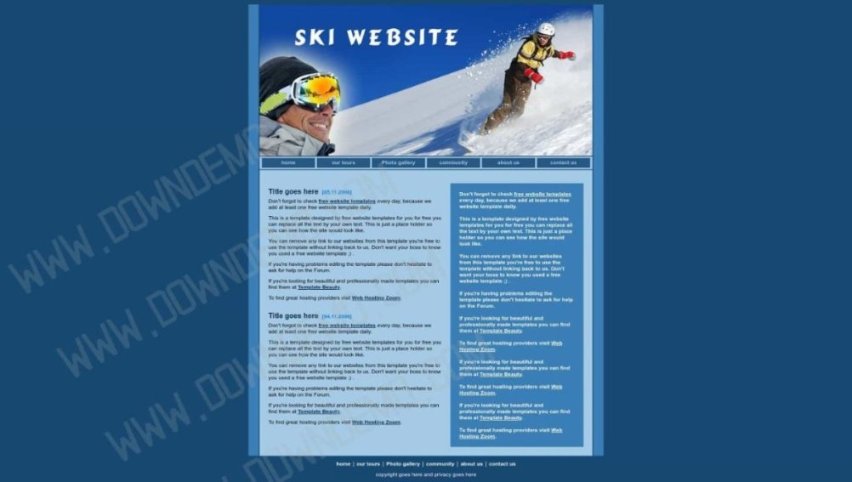 SKI WEBSITE
home our tours Photo gallery community about us contact us
Title goes here [05.11.2006]
Don't forget to check free website templates every day, because we
add at least one free website template daily.
This is a template designed by free website templates for you for free you
can replace all the text by your own text. This is just a place holder so
you can see how the site would look like.
You can remove any link to our websites from this template you're free to
use the template without linking back to us. Don't want your boss to know
you used a free website template ;) .
If you're having problems editing the template please don't hesitate to
ask for help on the Forum.
If you're looking for beautiful and professionally made templates you can
find them at Template Beauty.
To find great hosting providers visit Web Hosting Zoom.
Title goes here [04.11.2006]
Don't forget to check free website templates every day, because we
add at least one free website template daily.
This is a template designed by free website templates for you for free you
can replace all the text by your own text. This is just a place holder so
you can see how the site would look like.
You can remove any link to our websites from this template you're free to
use the template without linking back to us. Don't want your boss to know
you used a free website template ;) .
If you're having problems editing the template please don't hesitate to
ask for help on the Forum.
If you're looking for beautiful and professionally made templates you can
find them at Template Beauty.
To find great hosting providers visit Web Hosting Zoom.
Don't forget to check free website templates
every day, because we add at least one free
website template daily.
This is a template designed by free website
templates for you for free you can replace all
the text by your own text. This is just a place
holder so you can see how the site would
look like.
You can remove any link to our websites
from this template you're free to use the
template without linking back to us. Don't
want your boss to know you used a free
website template ;) .
If you're having problems editing the
template please don't hesitate to ask for help
on the Forum.
If you're looking for beautiful and
professionally made templates you can find
them at Template Beauty.
To find great hosting providers visit Web
Hosting Zoom.
If you're looking for beautiful and
professionally made templates you can find
them at Template Beauty.
To find great hosting providers visit Web
Hosting Zoom.
If you're looking for beautiful and
professionally made templates you can find
them at Template Beauty.
To find great hosting providers visit Web
Hosting Zoom.
home | our tours | Photo gallery | community | about us | contact us
copyright goes here and privacy goes here